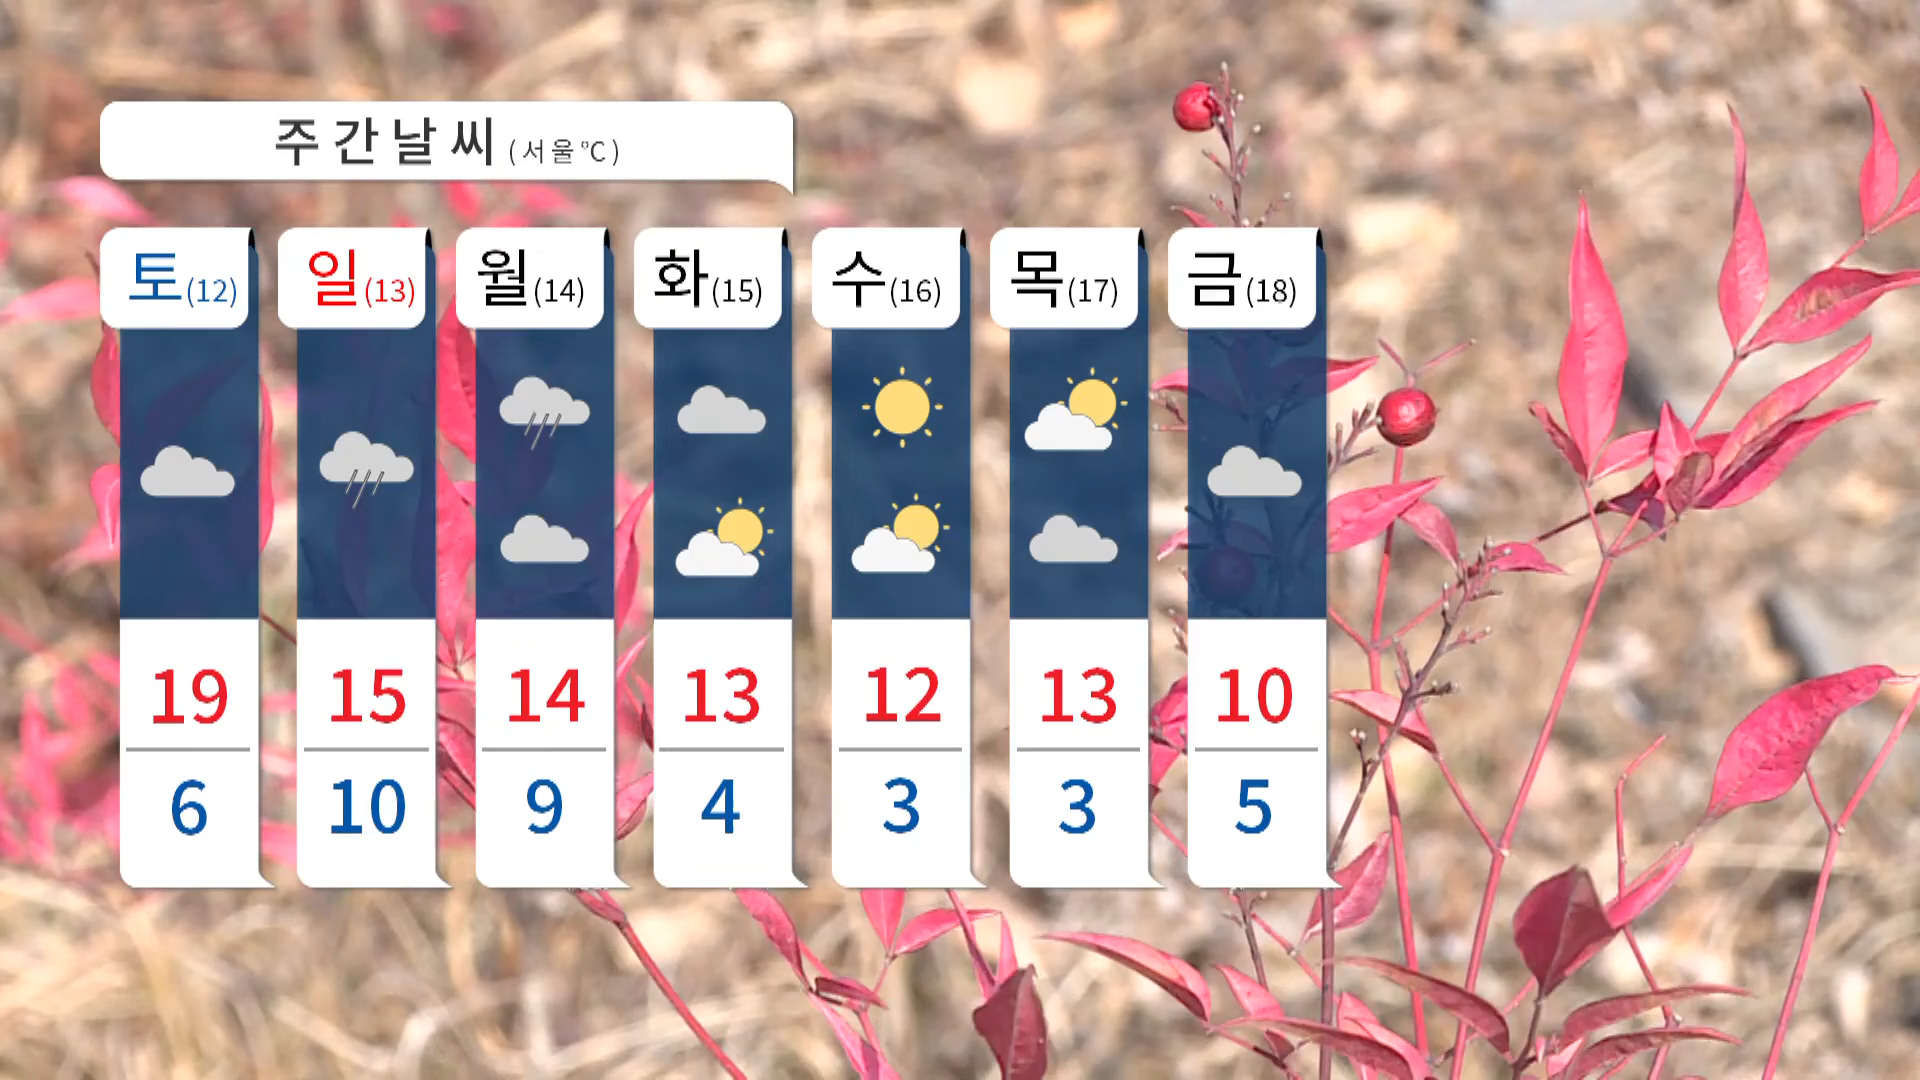 주간날씨 (서울℃)
토(12) 일(13) 월(14) 화(15) 수(16) 목(17) 금(18)
19 15 14 13 12 13 10
6 10 9 4 3 3 5